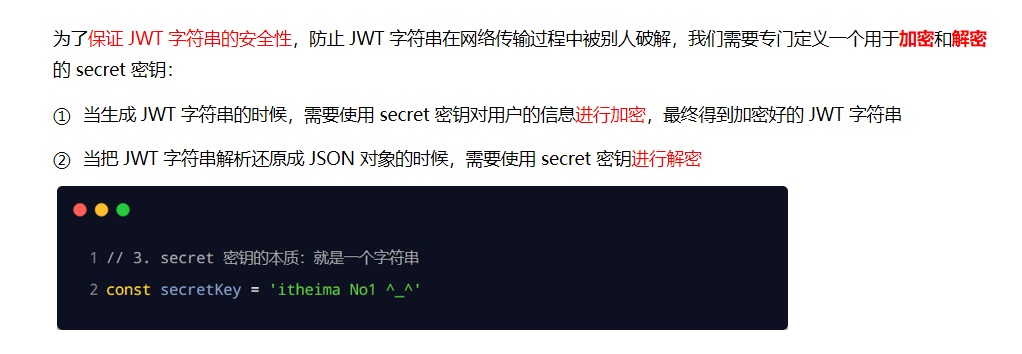 为了保证 JWT 字符串的安全性，防止 JWT 字符串在网络传输过程中被别人破解，我们需要专门定义一个用于加密和解密
的 secret 密钥：
① 当生成 JWT 字符串的时候，需要使用 secret 密钥对用户的信息进行加密，最终得到加密好的 JWT 字符串
② 当把 JWT 字符串解析还原成 JSON 对象的时候，需要使用 secret 密钥进行解密
1 // 3. secret 密钥的本质：就是一个字符串
2 const secretKey = 'itheima No1 ^_^'